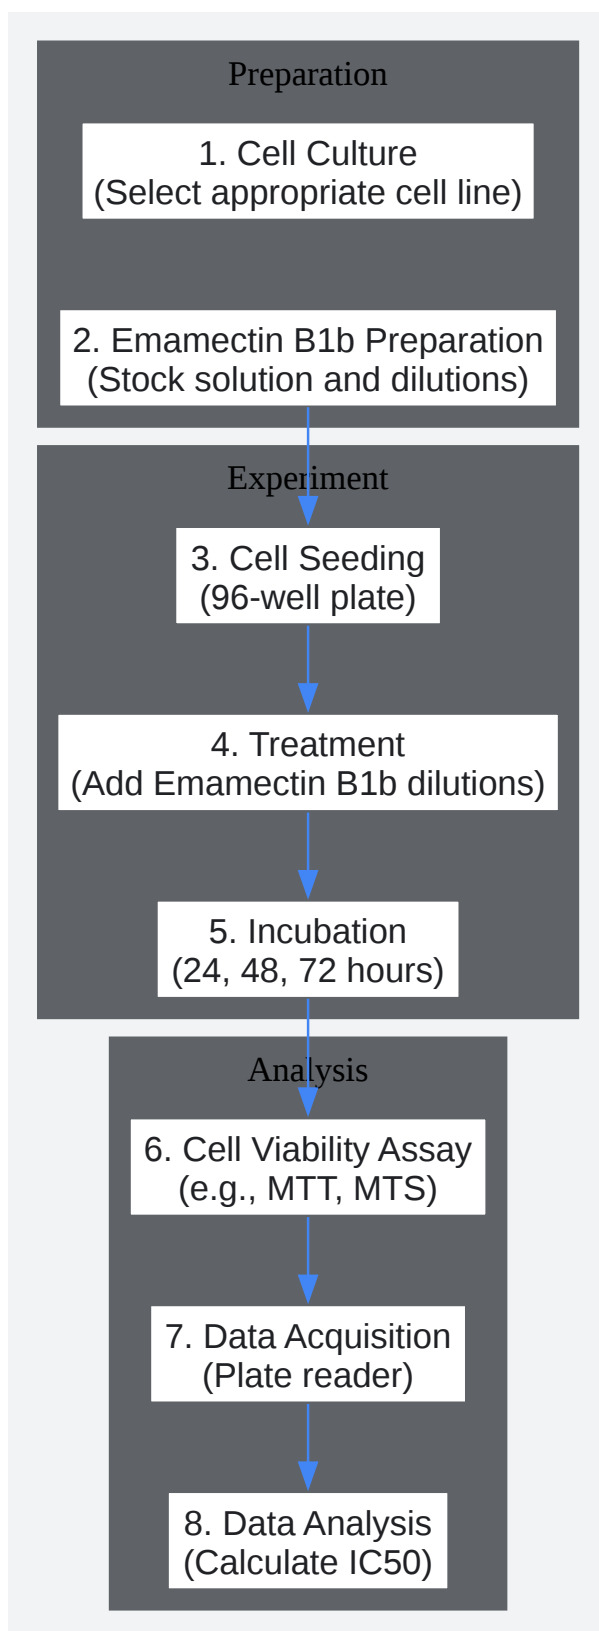 Preparation
1. Cell Culture
(Select appropriate cell line)
2. Emamectin B1b Preparation
(Stock solution and dilutions)
Experiment
3. Cell Seeding
(96-well plate)
4. Treatment
(Add Emamectin B1b dilutions)
5. Incubation
(24, 48, 72 hours)
Analysis
6. Cell Viability Assay
(e.g., MTT, MTS)
7. Data Acquisition
(Plate reader)
8. Data Analysis
(Calculate IC50)